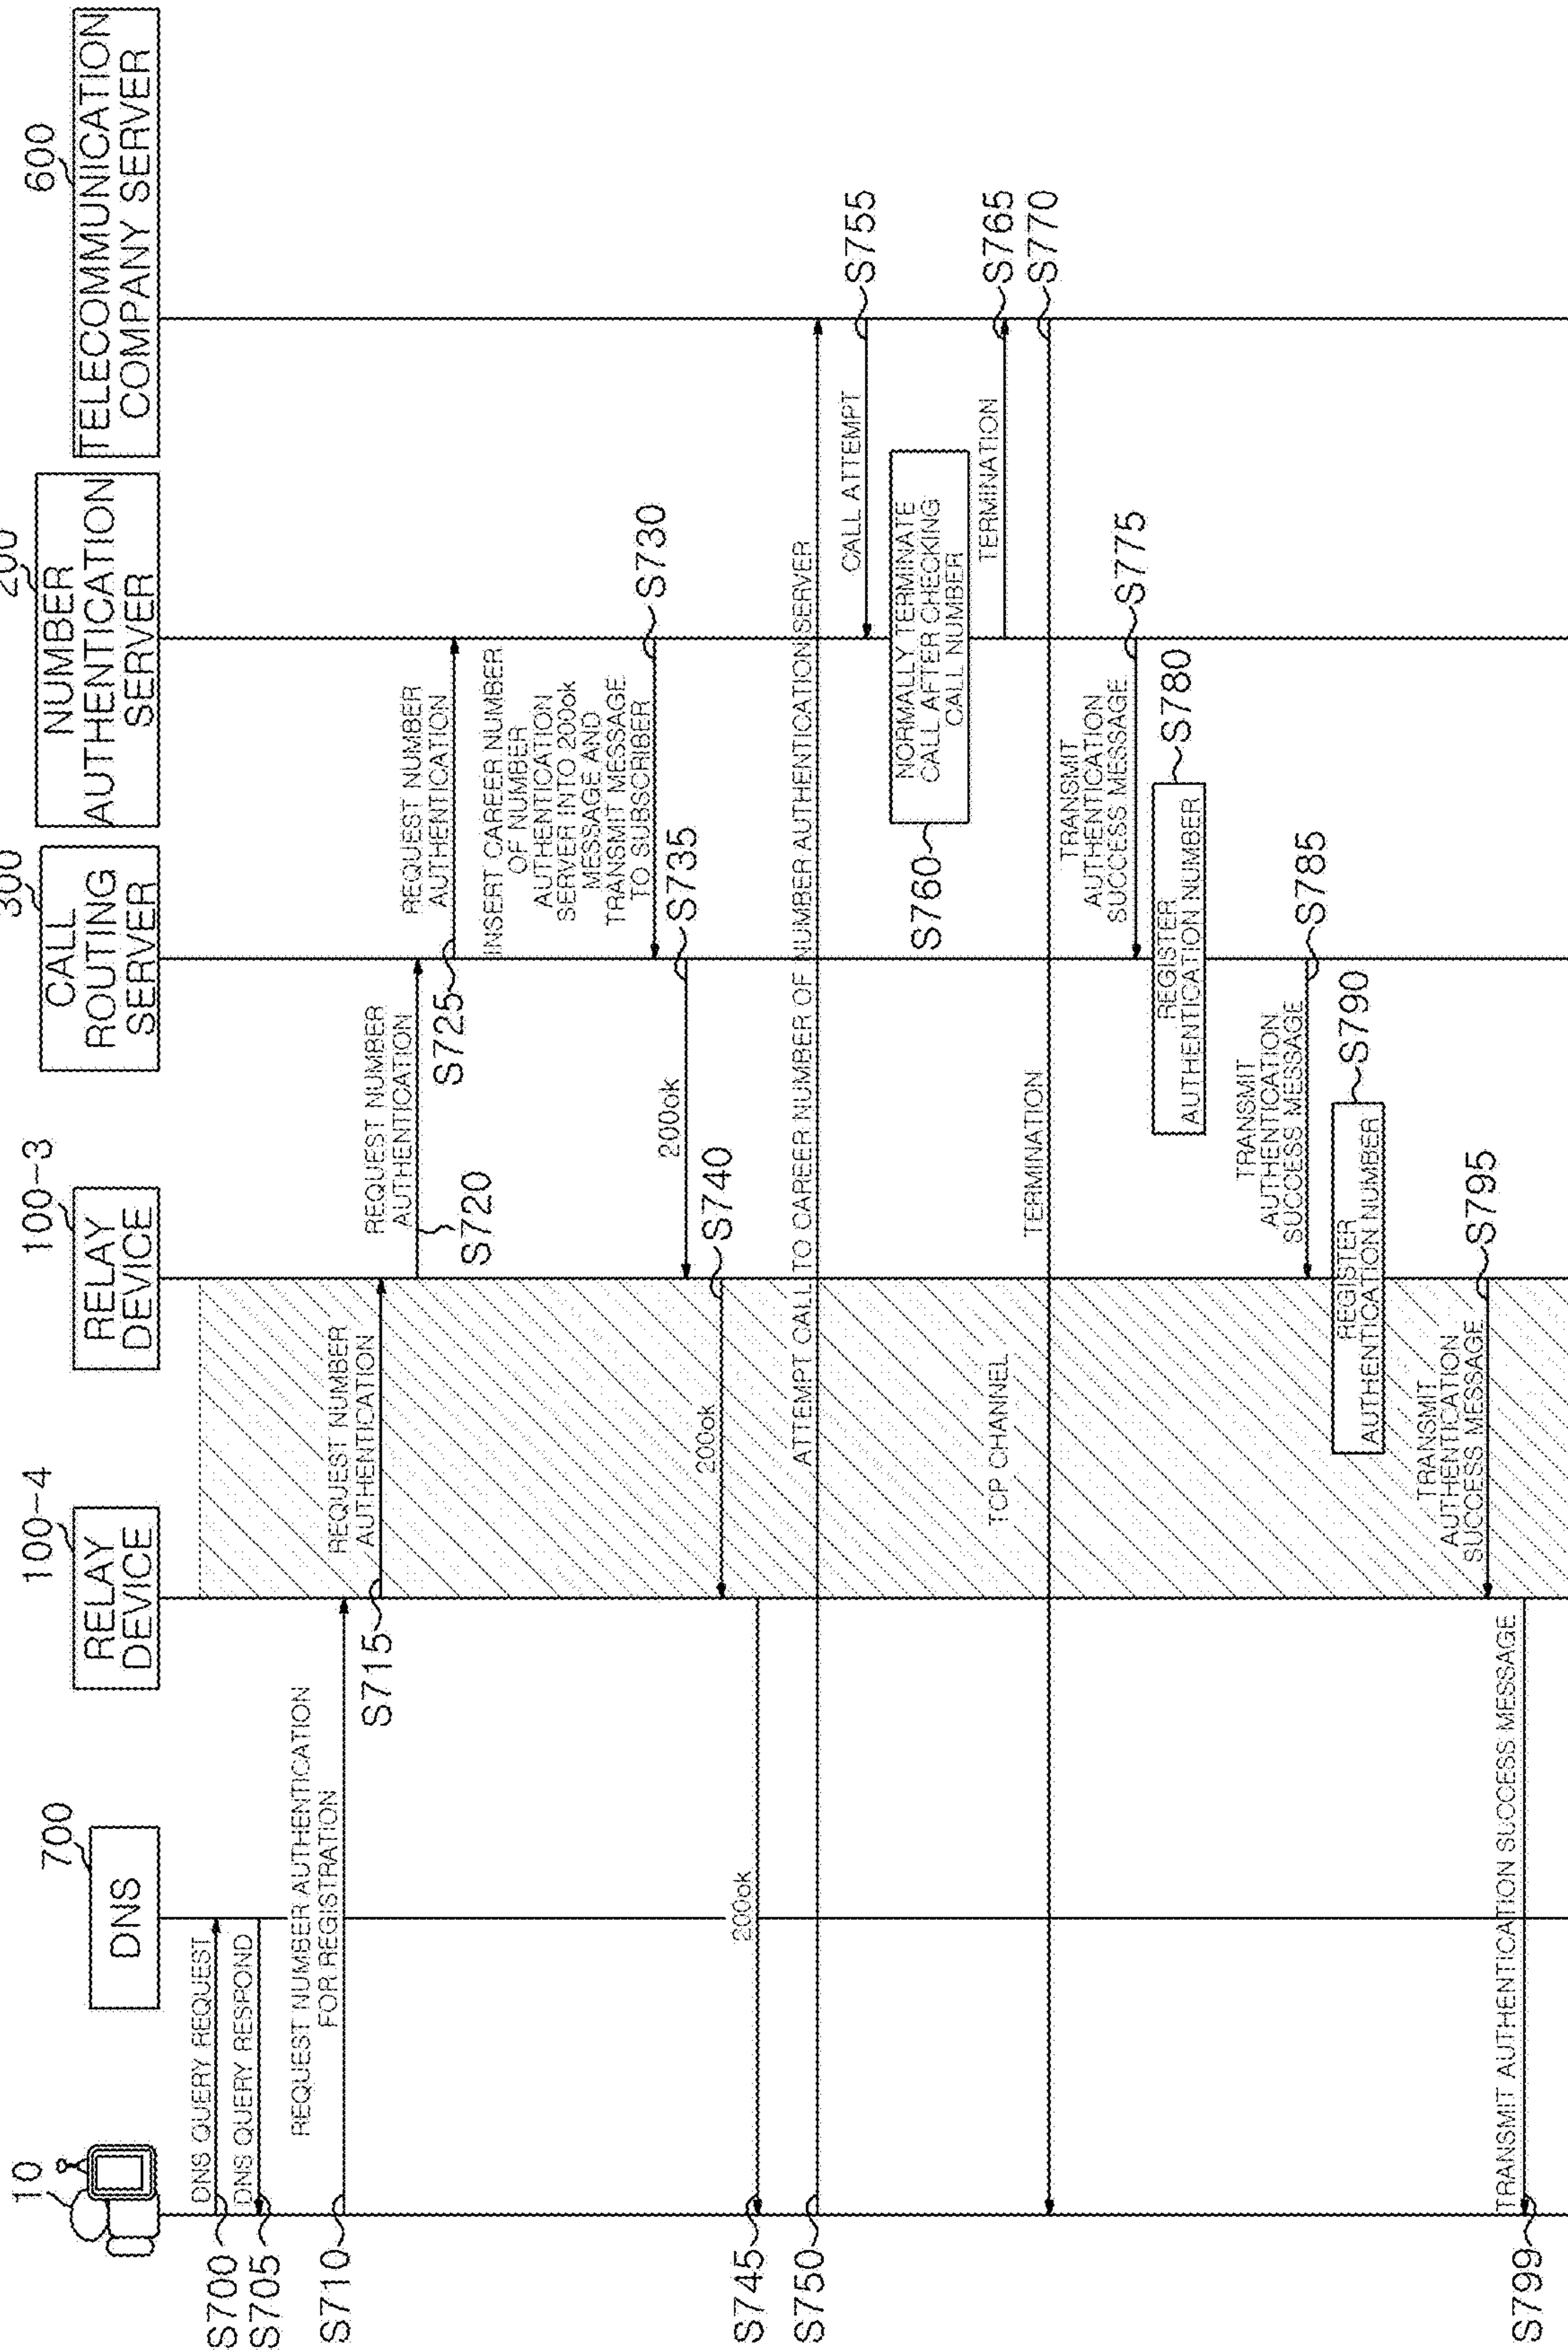 10
700
DNS
100-4
RELAY
DEVICE
100-3
RELAY
DEVICE
300
CALL
ROUTING
SERVER
200
NUMBER
AUTHENTICATION
SERVER
600
TELECOMMUNICATION
COMPANY SERVER
DNS QUERY REQUEST
S700
DNS QUERY RESPOND
S705
REQUEST NUMBER AUTHENTICATION
FOR REGISTRATION
S710
REQUEST NUMBER
AUTHENTICATION
S715
REQUEST NUMBER
AUTHENTICATION
S720
REQUEST NUMBER
AUTHENTICATION
S725
INSERT CAREER NUMBER
OF NUMBER
AUTHENTICATION
SERVER INTO 200ok
MESSAGE AND
TRANSMIT MESSAGE
TO SUBSCRIBER
S730
200ok
S735
200ok
S740
200ok
S745
ATTEMPT CALL TO CAREER NUMBER OF NUMBER AUTHENTICATION SERVER
S750
CALL ATTEMPT
S755
NORMALLY TERMINATE
CALL AFTER CHECKING
CALL NUMBER
S760
TERMINATION
S765
TCP CHANNEL
TERMINATION
S770
TRANSMIT
AUTHENTICATION
SUCCESS MESSAGE
S775
REGISTER
AUTHENTICATION NUMBER
S780
TRANSMIT
AUTHENTICATION
SUCCESS MESSAGE
S785
REGISTER
AUTHENTICATION NUMBER
S790
TRANSMIT
AUTHENTICATION
SUCCESS MESSAGE
S795
TRANSMIT AUTHENTICATION SUCCESS MESSAGE
S799